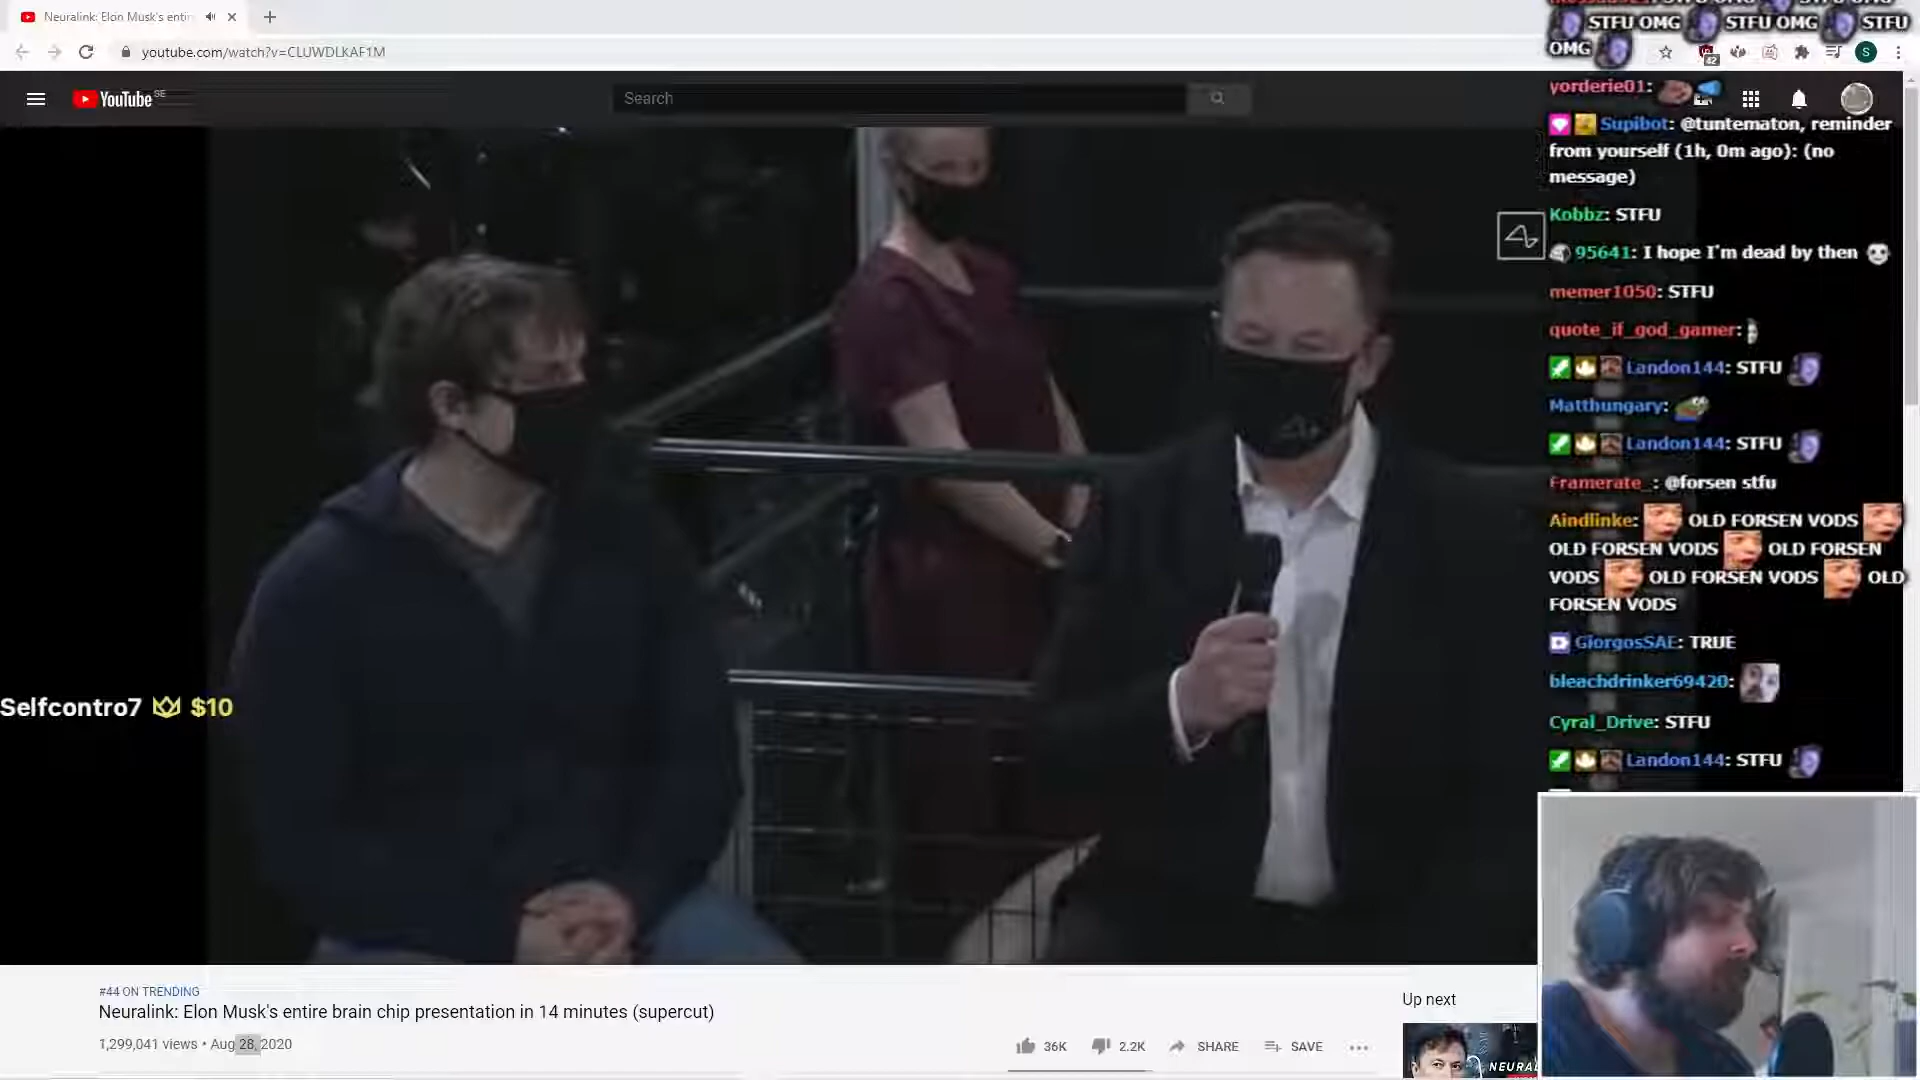 Neuralink: Elon Musk's entir
youtube.com/watch?v=CLUWDLkAF1M
STFU OMG STFU OMG STFU
OMG
42
S
YouTube SE
Search
yorderie01:
Supibot: @tuntematon, reminder
from yourself (1h, 0m ago): (no
message)
Kobbz: STFU
95641: I hope I'm dead by then
memer1050: STFU
quote_if_god_gamer:
Landon144: STFU
Matthungary:
Landon144: STFU
Framerate_: @forsen stfu
Aindlinke: OLD FORSEN VODS
OLD FORSEN VODS OLD FORSEN
VODS OLD FORSEN VODS OLD
FORSEN VODS
GiorgosSAE: TRUE
bleachdrinker69420:
Selfcontro7 $10
Cyral_Drive: STFU
Landon144: STFU
#44 ON TRENDING
Neuralink: Elon Musk's entire brain chip presentation in 14 minutes (supercut)
1,299,041 views • Aug 28, 2020
36K 2.2K SHARE SAVE
Up next